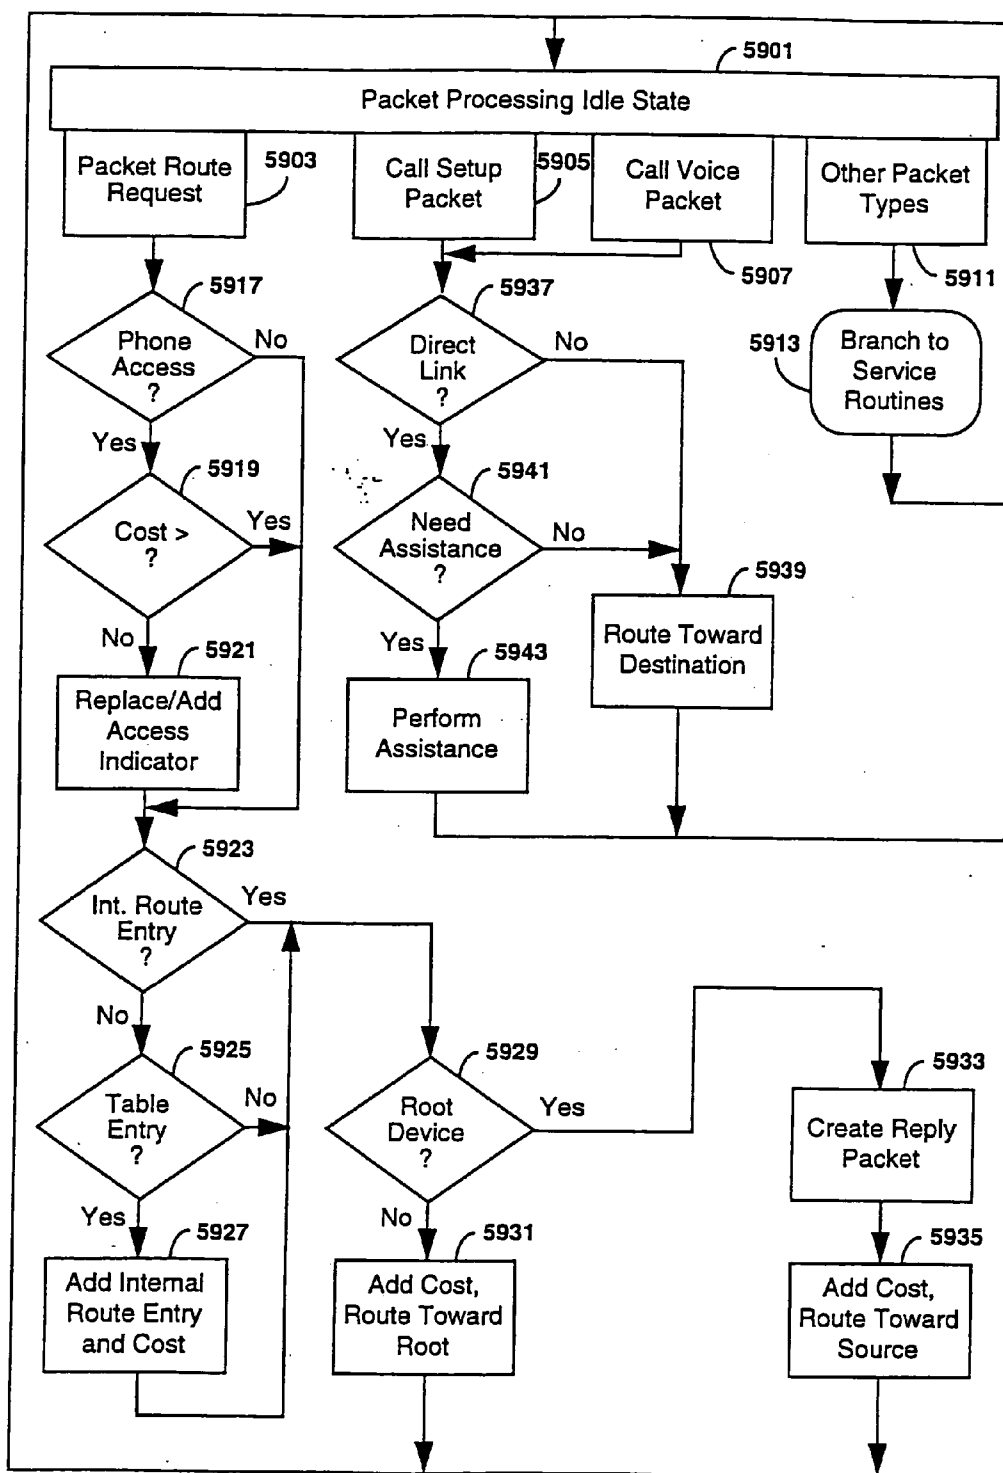 5901
Packet Processing Idle State
Packet Route
Request
5903
Call Setup
Packet
5905
Call Voice
Packet
5907
Other Packet
Types
5911
5917
Phone
Access
?
No
Yes
5919
Cost >
?
Yes
No
5921
Replace/Add
Access
Indicator
5937
Direct
Link
?
No
Yes
5941
Need
Assistance
?
No
Yes
5943
Perform
Assistance
5939
Route Toward
Destination
5913
Branch to
Service
Routines
5923
Int. Route
Entry
?
Yes
No
5925
Table
Entry
?
No
Yes
5927
Add Internal
Route Entry
and Cost
5929
Root
Device
?
Yes
No
5931
Add Cost,
Route Toward
Root
5933
Create Reply
Packet
5935
Add Cost,
Route Toward
Source